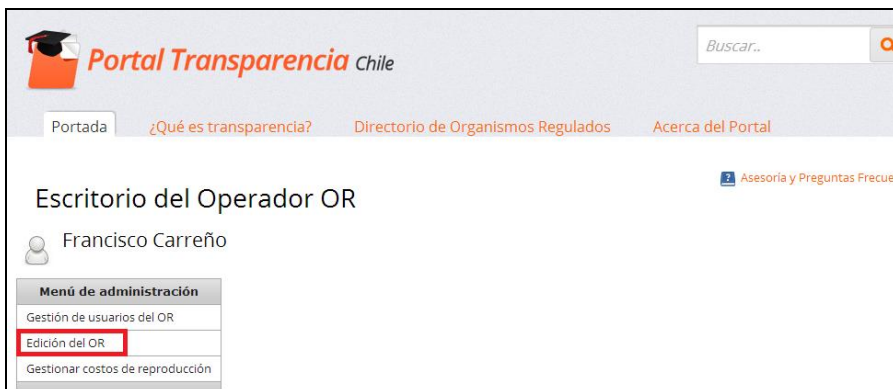 Portal Transparencia Chile
Buscar..
Portada ¿Qué es transparencia? Directorio de Organismos Regulados Acerca del Portal
Asesoría y Preguntas Frecue
Escritorio del Operador OR
Francisco Carreño
Menú de administración
Gestión de usuarios del OR
Edición del OR
Gestionar costos de reproducción